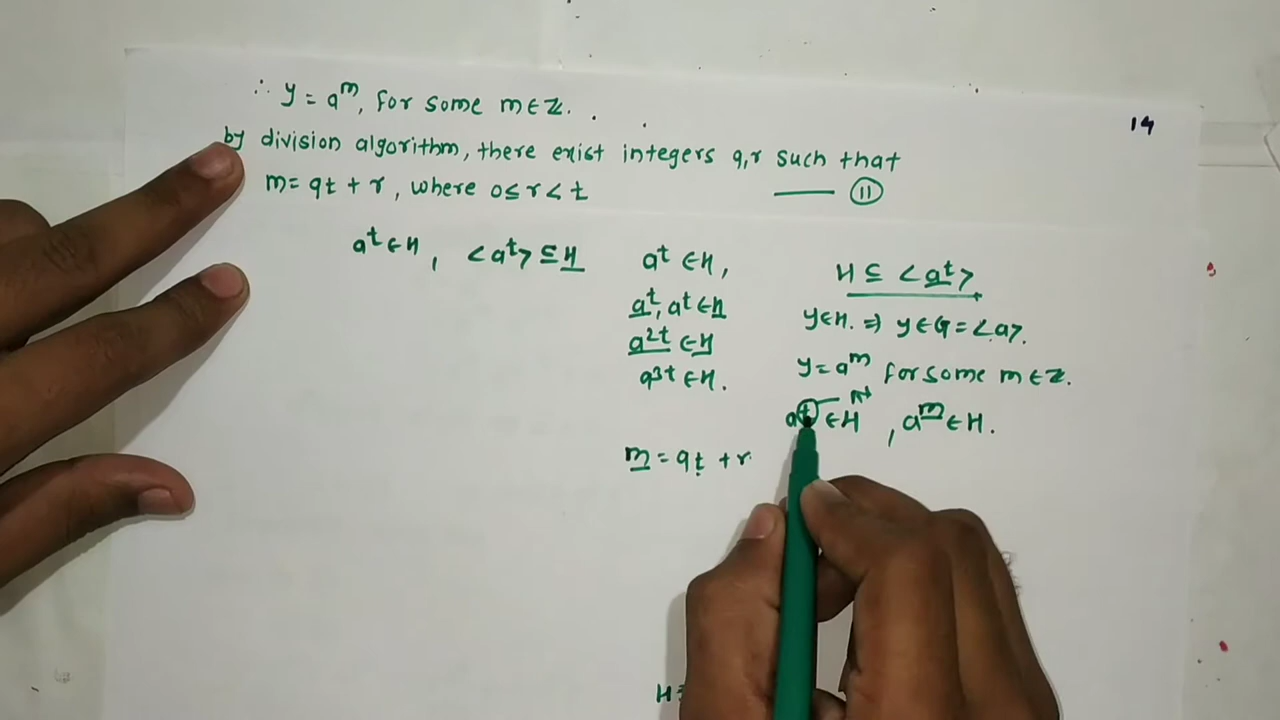 ∴ y = a^m, for some m ∈ ℤ.
14
by division algorithm, there exist integers q,r such that
m = qt + r, where 0 ≤ r < t —— ⑪
a^t ∈ H, <a^t> ⊆ H
a^t ∈ H,
a^t, a^t ∈ H
a^2t ∈ H
a^3t ∈ H.
H ⊆ <a^t>
y ∈ H. ⇒ y ∈ G = <a>.
y = a^m for some m ∈ ℤ.
a^t ∈ H, a^m ∈ H.
m = qt + r
H